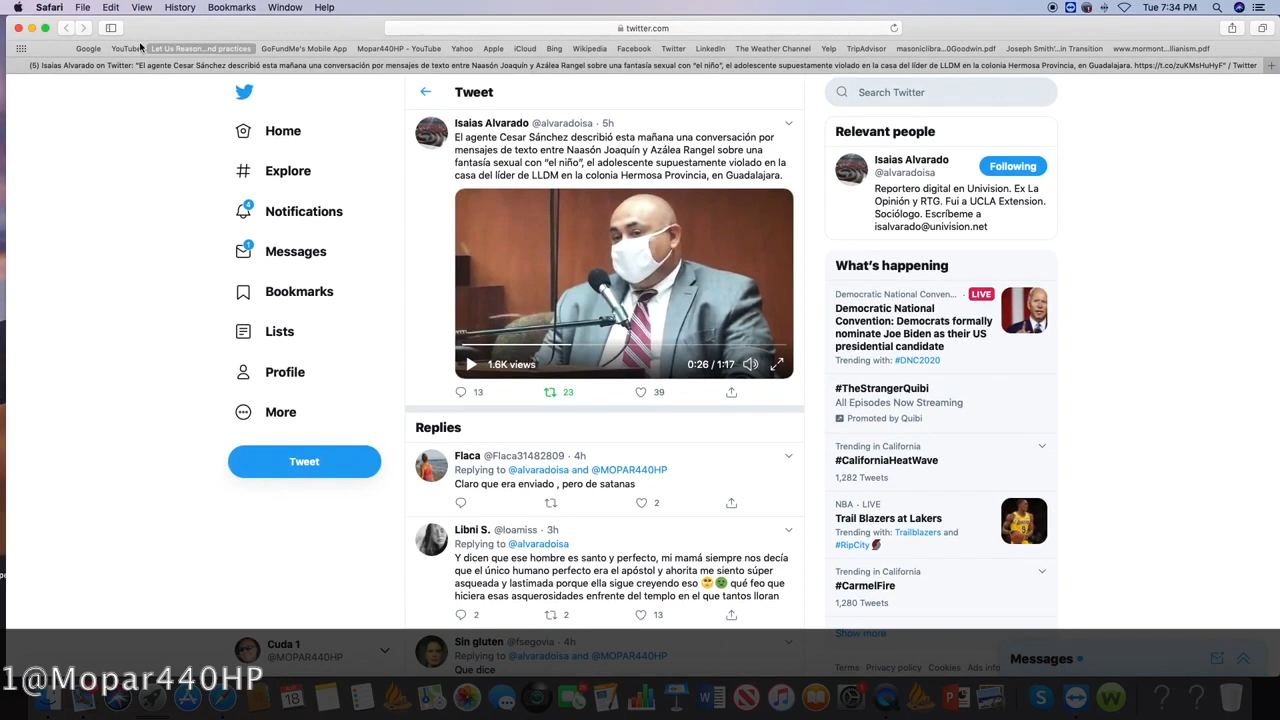 Safari File Edit View History Bookmarks Window Help
Tue 7:34 PM
twitter.com
Google YouTube Let Us Reason...nd practices GoFundMe's Mobile App Mopar440HP - YouTube Yahoo Apple iCloud Bing Wikipedia Facebook Twitter LinkedIn The Weather Channel Yelp TripAdvisor masoniclibra...0Goodwin.pdf Joseph Smith'...in Transition www.mormont...llianism.pdf
(5) Isaias Alvarado on Twitter: "El agente Cesar Sánchez describió esta mañana una conversación por mensajes de texto entre Naasón Joaquín y Azálea Rangel sobre una fantasía sexual con "el niño", el adolescente supuestamente violado en la casa del líder de LLDM en la colonia Hermosa Provincia, en Guadalajara. https://t.co/zuKMsHuHyF" / Twitter
Home
Explore
4
Notifications
1
Messages
Bookmarks
Lists
Profile
More
Tweet
Cuda 1
@MOPAR440HP
1@Mopar440HP
Tweet
Isaias Alvarado @alvaradoisa · 5h
El agente Cesar Sánchez describió esta mañana una conversación por
mensajes de texto entre Naasón Joaquín y Azálea Rangel sobre una
fantasía sexual con "el niño", el adolescente supuestamente violado en la
casa del líder de LLDM en la colonia Hermosa Provincia, en Guadalajara.
1.6K views 0:26 / 1:17
13 23 39
Replies
Flaca @Flaca31482809 · 4h
Replying to @alvaradoisa and @MOPAR440HP
Claro que era enviado , pero de satanas
2
Libni S. @loamiss · 3h
Replying to @alvaradoisa
Y dicen que ese hombre es santo y perfecto, mi mamá siempre nos decía
que el único humano perfecto era el apóstol y ahorita me siento súper
asqueada y lastimada porque ella sigue creyendo eso 🙄🤢 qué feo que
hiciera esas asquerosidades enfrente del templo en el que tantos lloran
2 2 13
Sin gluten @fsegovia · 4h
Replying to @alvaradoisa and @MOPAR440HP
Que dice
Search Twitter
Relevant people
Isaias Alvarado
@alvaradoisa
Following
Reportero digital en Univision. Ex La
Opinión y RTG. Fui a UCLA Extension.
Sociólogo. Escríbeme a
isalvarado@univision.net
What's happening
Democratic National Conven... · LIVE
Democratic National
Convention: Democrats formally
nominate Joe Biden as their US
presidential candidate
Trending with: #DNC2020
#TheStrangerQuibi
All Episodes Now Streaming
Promoted by Quibi
Trending in California
#CaliforniaHeatWave
1,282 Tweets
NBA · LIVE
Trail Blazers at Lakers
Trending with: Trailblazers and
#RipCity
Trending in California
#CarmelFire
1,280 Tweets
Show more
Terms Privacy policy Cookies Ads info
Messages
18